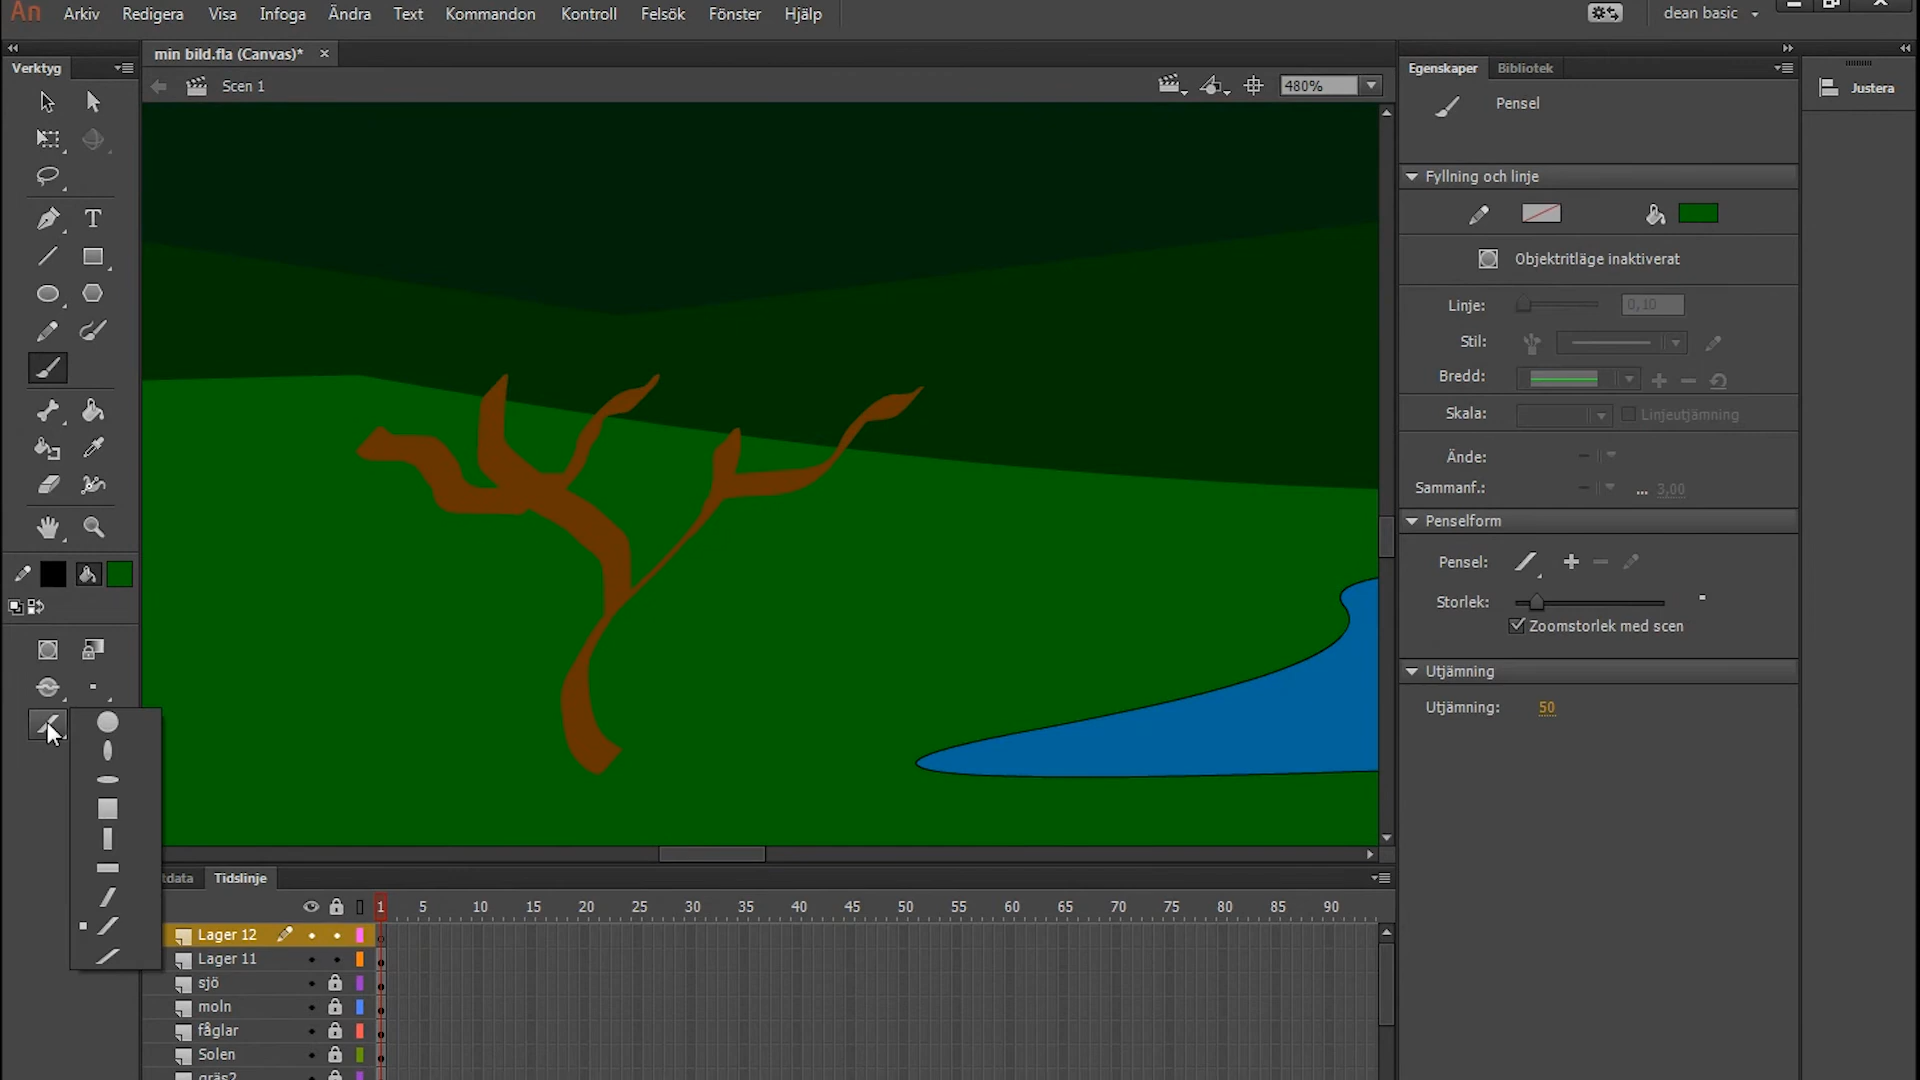 An Arkiv Redigera Visa Infoga Ändra Text Kommandon Kontroll Felsök Fönster Hjälp dean basic
Verktyg
min bild.fla (Canvas)*
Scen 1
480%
Egenskaper Bibliotek
Justera
Pensel
Fyllning och linje
Objektritläge inaktiverat
Linje: 0,10
Stil:
Bredd:
Skala: Linjeutjämning
Ände:
Sammanf.: 3,00
Penselform
Pensel:
Storlek:
Zoomstorlek med scen
Utjämning
Utjämning: 50
tdata Tidslinje
1 5 10 15 20 25 30 35 40 45 50 55 60 65 70 75 80 85 90
Lager 12
Lager 11
sjö
moln
fåglar
Solen
gräs2